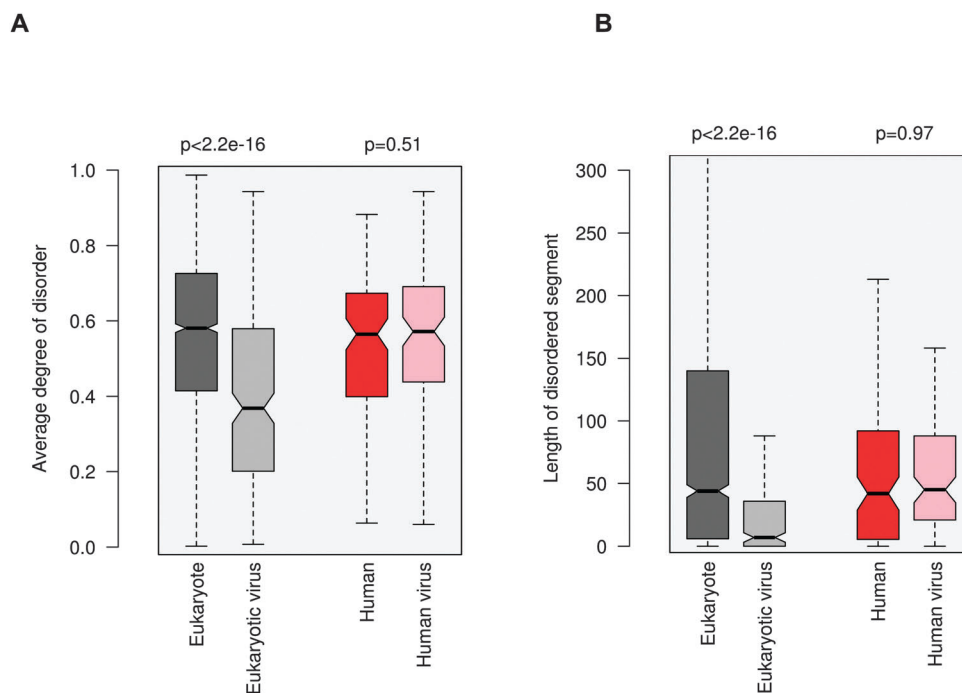 A
p<2.2e-16
p=0.51
Average degree of disorder
1.0
0.8
0.6
0.4
0.2
0.0
Eukaryote
Eukaryotic virus
Human
Human virus
B
p<2.2e-16
p=0.97
Length of disordered segment
300
250
200
150
100
50
0
Eukaryote
Eukaryotic virus
Human
Human virus